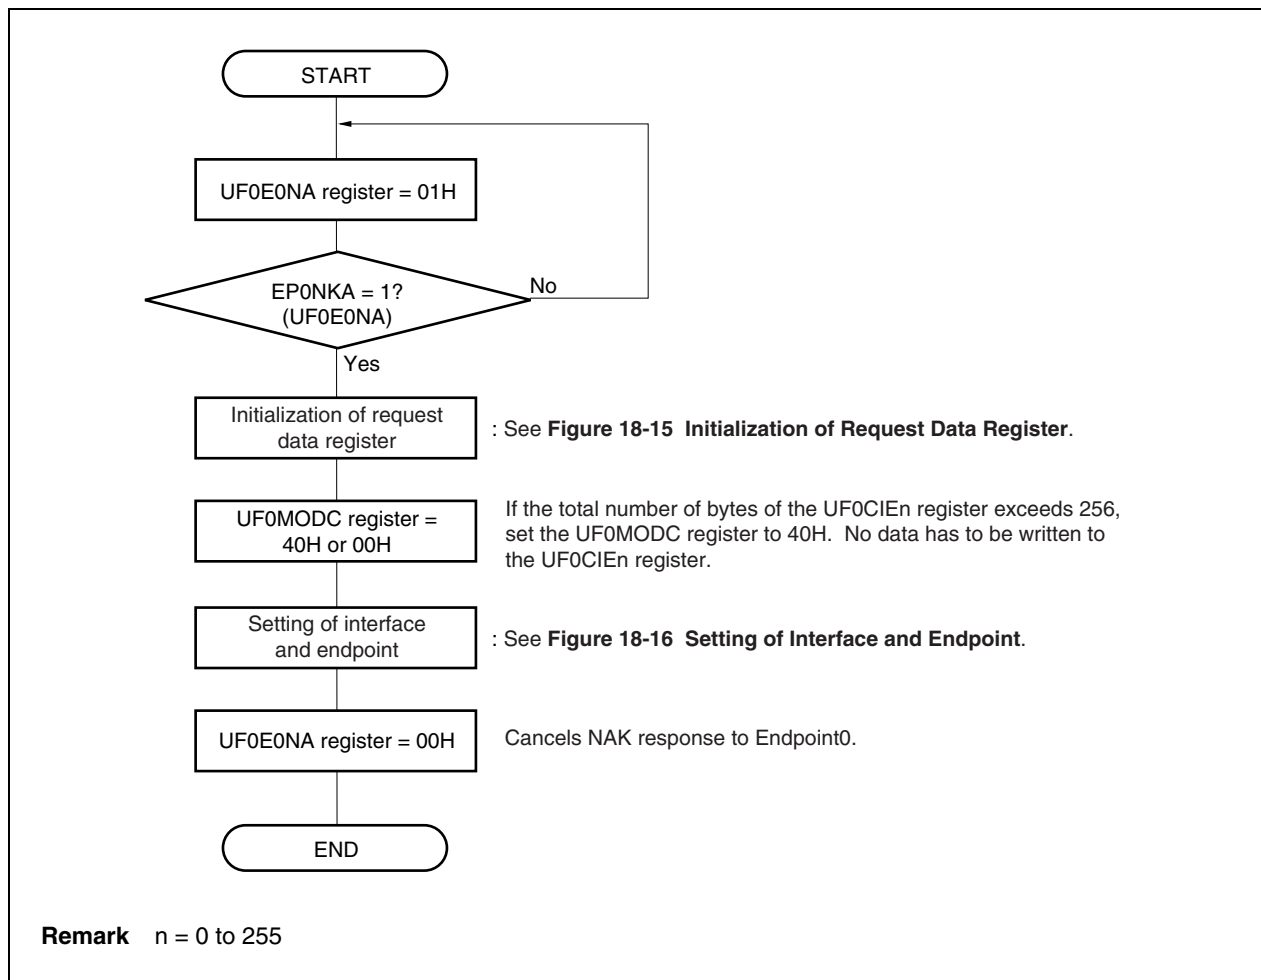 START
UF0E0NA register = 01H
EP0NKA = 1?
(UF0E0NA)
No
Yes
Initialization of request
data register
: See Figure 18-15  Initialization of Request Data Register.
UF0MODC register =
40H or 00H
If the total number of bytes of the UF0CIEn register exceeds 256,
set the UF0MODC register to 40H.  No data has to be written to
the UF0CIEn register.
Setting of interface
and endpoint
: See Figure 18-16  Setting of Interface and Endpoint.
UF0E0NA register = 00H
Cancels NAK response to Endpoint0.
END
Remark    n = 0 to 255